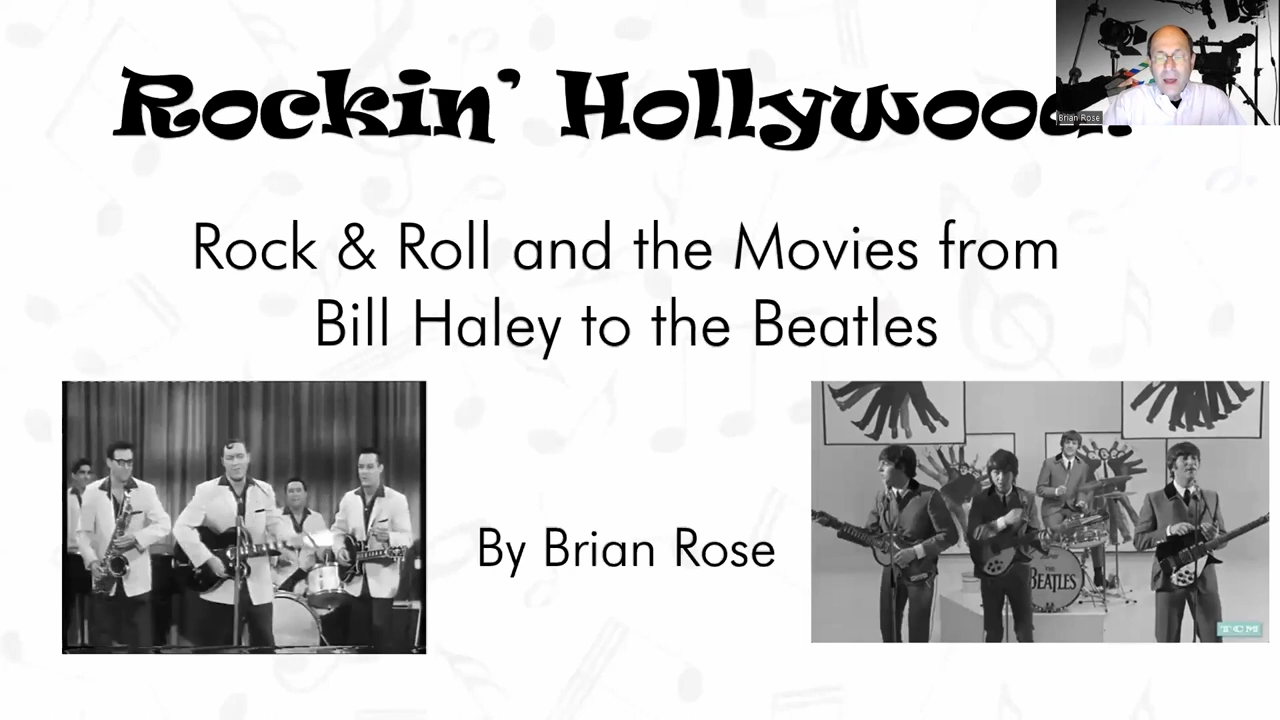 Rockin' Hollywood!
Brian Rose
Rock & Roll and the Movies from
Bill Haley to the Beatles
By Brian Rose
THE
BEATLES
TCM